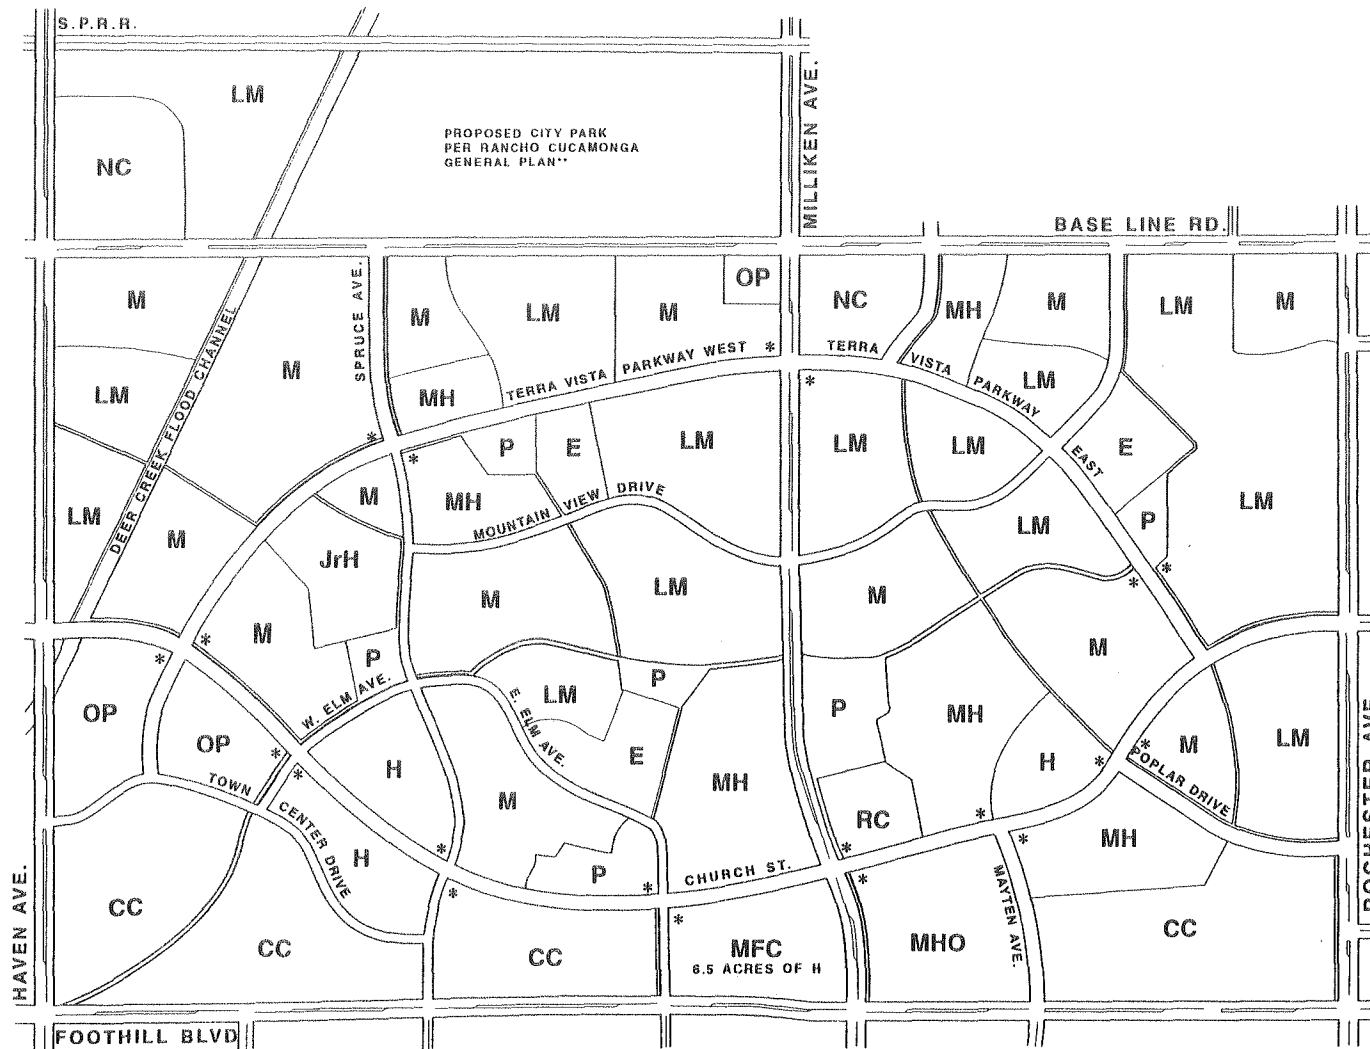 S.P.R.R.
LM
NC
PROPOSED CITY PARK
PER RANCHO CUCAMONGA
GENERAL PLAN**
MILLIKEN AVE.
BASE LINE RD.
M
DEER CREEK FLOOD CHANNEL
SPRUCE AVE.
M
LM
M
OP
NC
MH
M
LM
M
LM
M
MH
TERRA VISTA PARKWAY WEST *
TERRA VISTA PARKWAY EAST
*
LM
*
*
P
E
LM
LM
LM
E
LM
M
MH
MOUNTAIN VIEW DRIVE
LM
M
JrH
LM
P
*
*
M
LM
M
M
*
*
M
P
W. ELM AVE.
LM
P
E. ELM AVE.
P
MH
M
OP
OP
*
*
H
E
MH
H
*
*
M
LM
POPLAR DRIVE
TOWN CENTER DRIVE
M
RC
*
*
*
MH
H
*
*
P
*
*
CHURCH ST.
*
MAYTEN AVE.
ROCHESTER AVE.
HAVEN AVE.
CC
CC
CC
MFC
6.5 ACRES OF H
MHO
CC
FOOTHILL BLVD